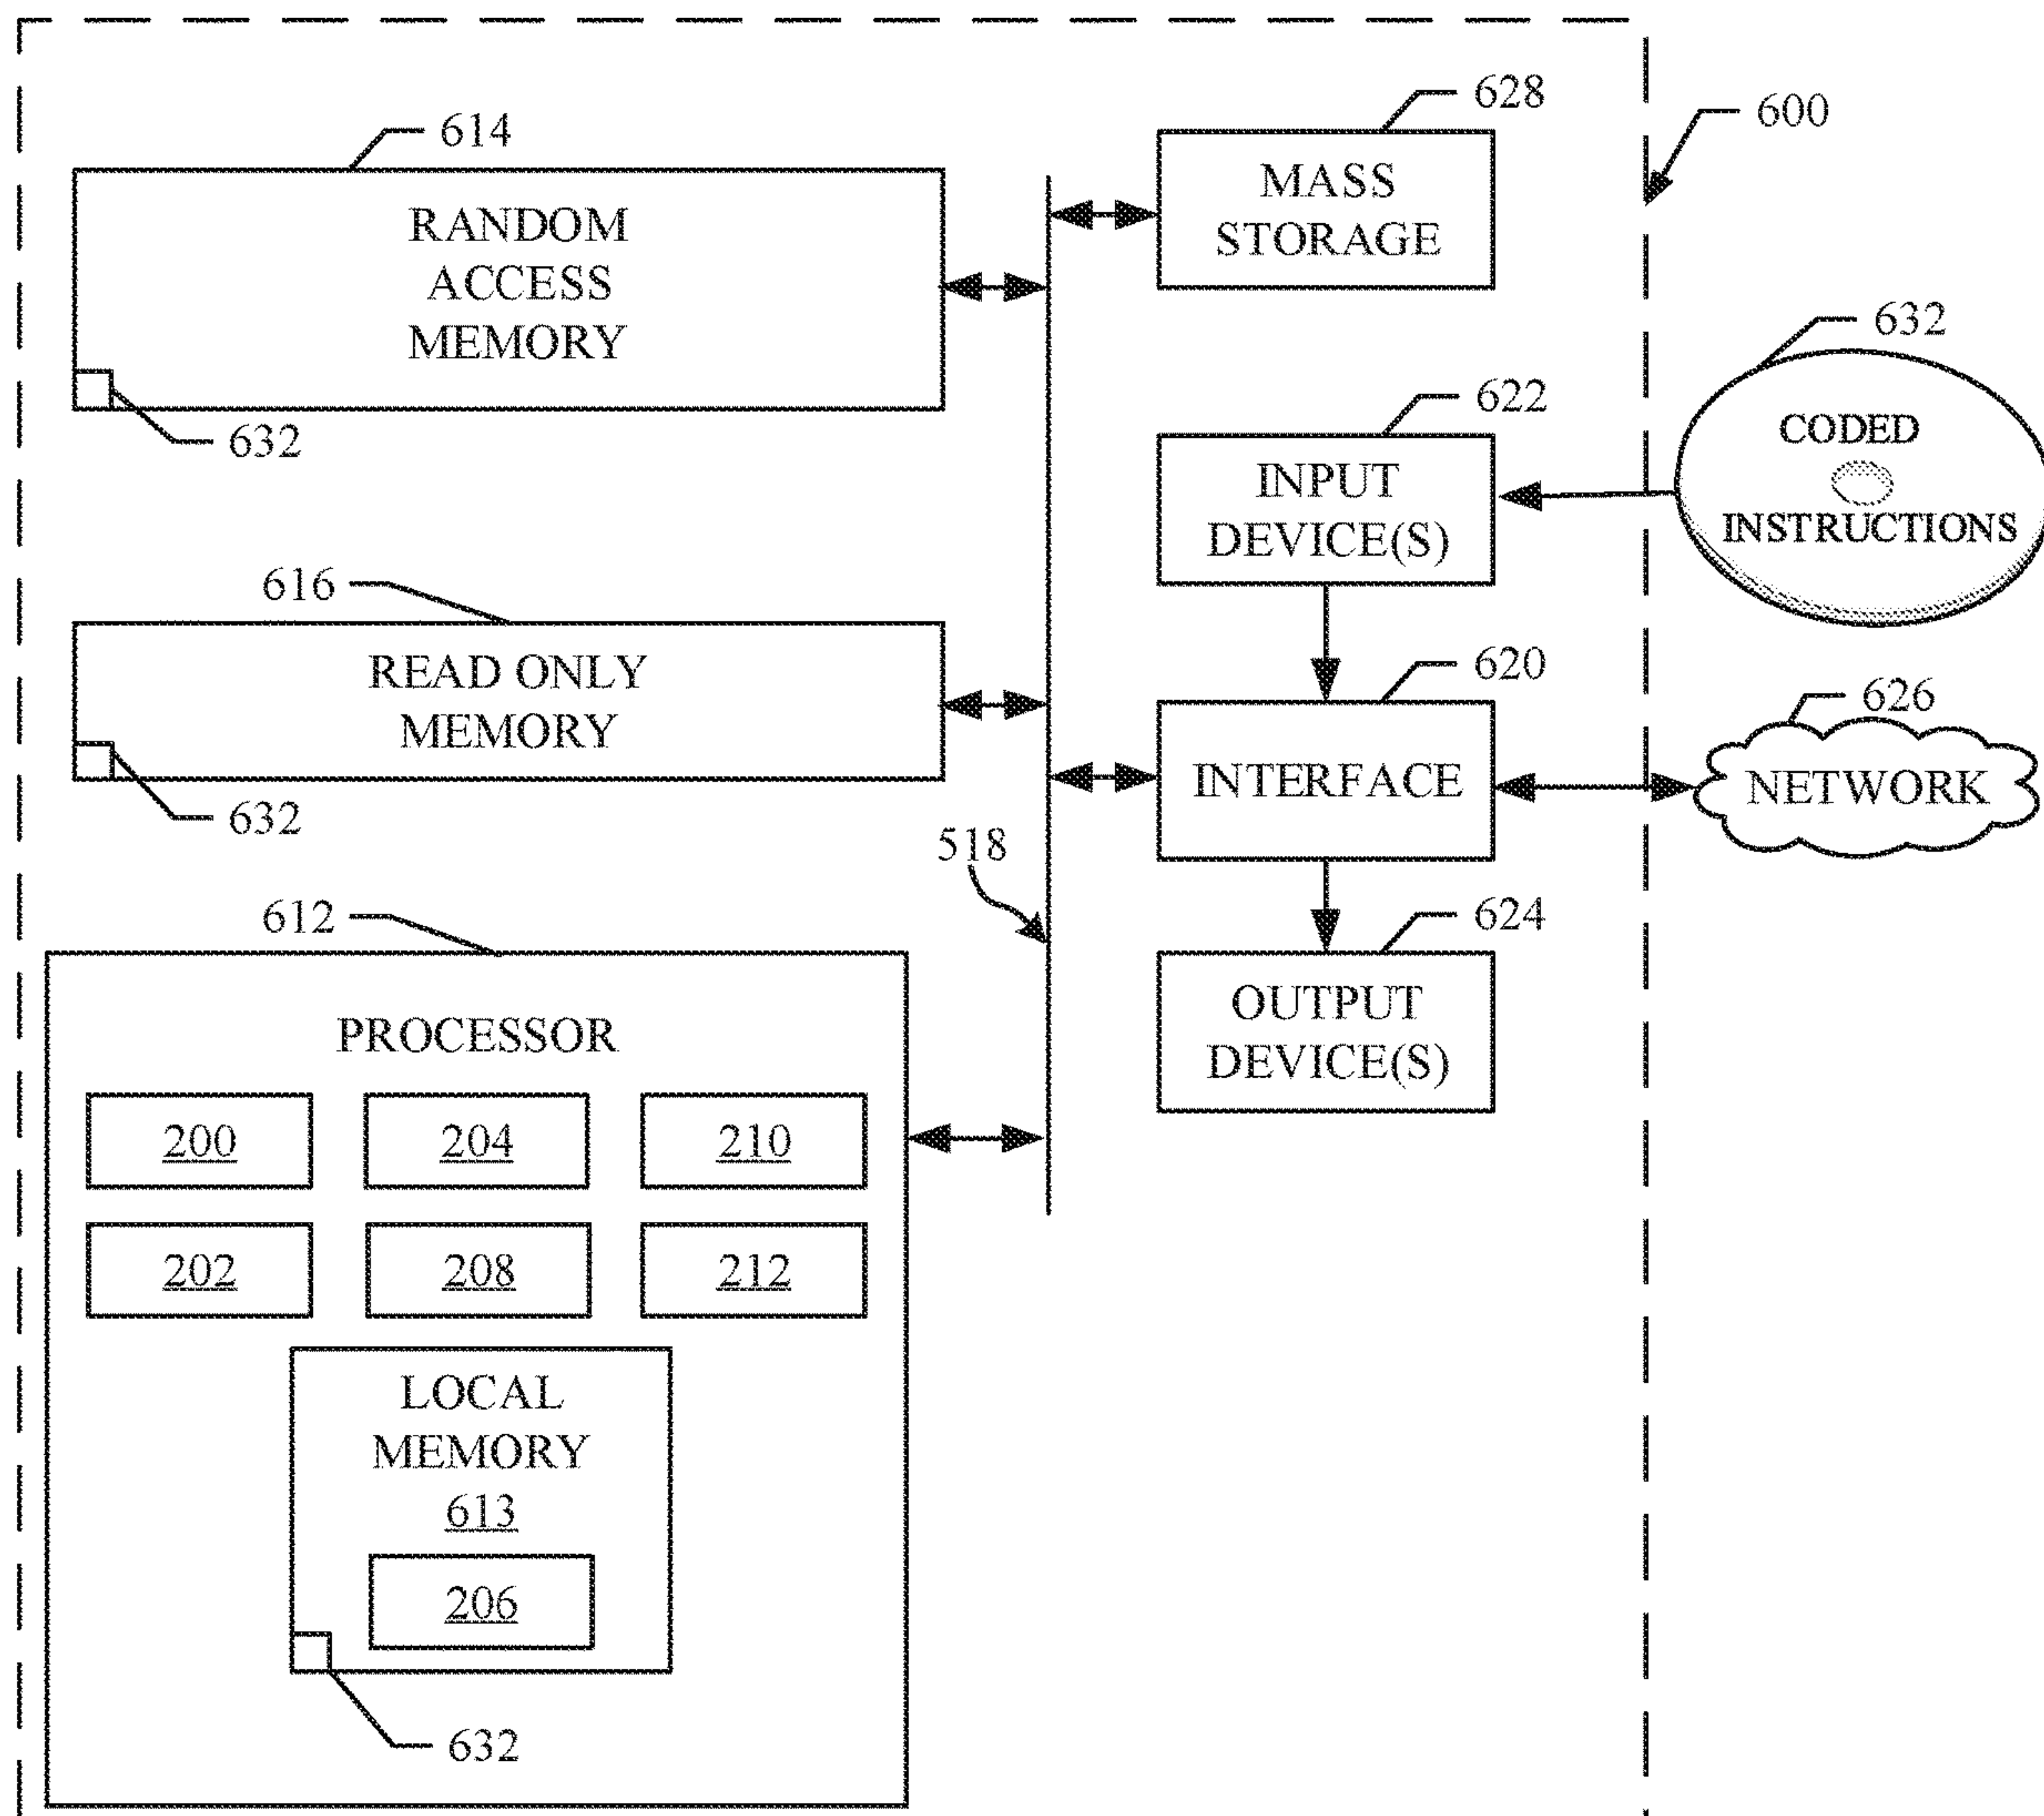 614
RANDOM
ACCESS
MEMORY
632
628
MASS
STORAGE
600
622
INPUT
DEVICE(S)
632
CODED
INSTRUCTIONS
616
READ ONLY
MEMORY
632
620
INTERFACE
626
NETWORK
518
624
OUTPUT
DEVICE(S)
612
PROCESSOR
200 204 210
202 208 212
LOCAL
MEMORY
613
206
632